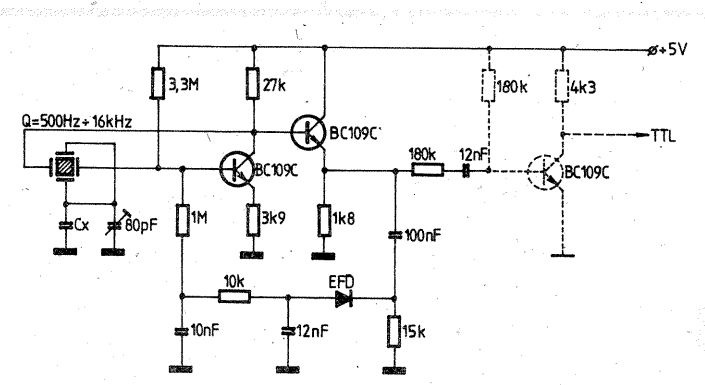 +5V
3,3M
27k
180k
4k3
Q=500Hz÷16kHz
BC109C
TTL
180k
12nF
BC109C
BC109C
Cx
80pF
1M
3k9
1k8
100nF
10k
EFD
10nF
12nF
15k